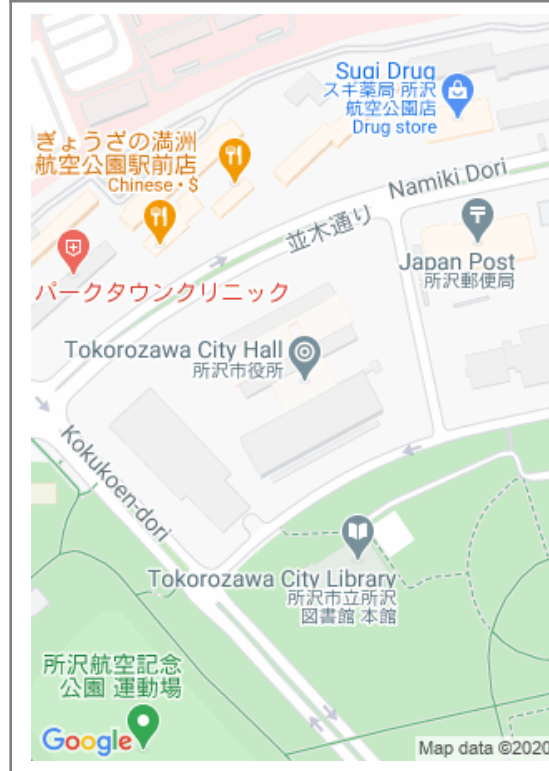 Sugi Drug
スギ薬局 所沢
航空公園店
Drug store
ぎょうざの満洲
航空公園駅前店
Chinese・$
Namiki Dori
並木通り
Japan Post
所沢郵便局
パークタウンクリニック
Tokorozawa City Hall
所沢市役所
Kokukoen-dori
Tokorozawa City Library
所沢市立所沢
図書館 本館
所沢航空記念
公園 運動場
Google
Map data ©2020